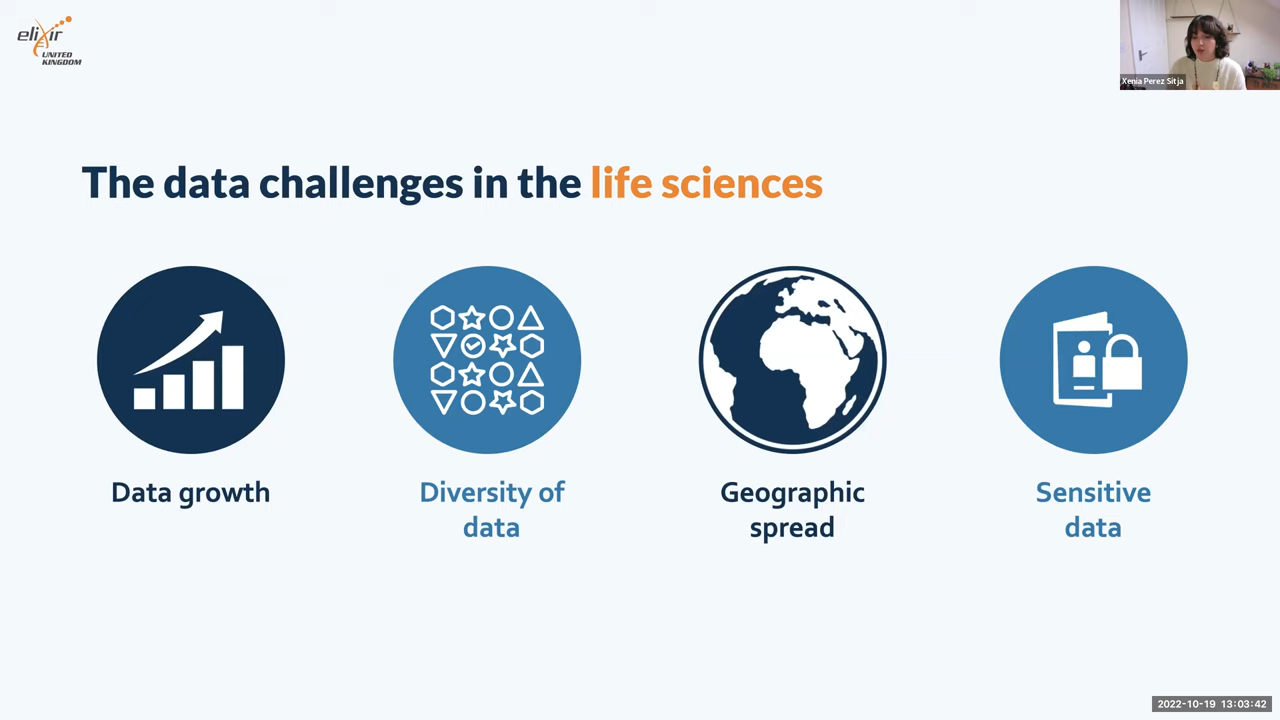 elixir
UNITED
KINGDOM
Xenia Perez Sitja
The data challenges in the life sciences
Data growth
Diversity of
data
Geographic
spread
Sensitive
data
2022-10-19 13:03:42